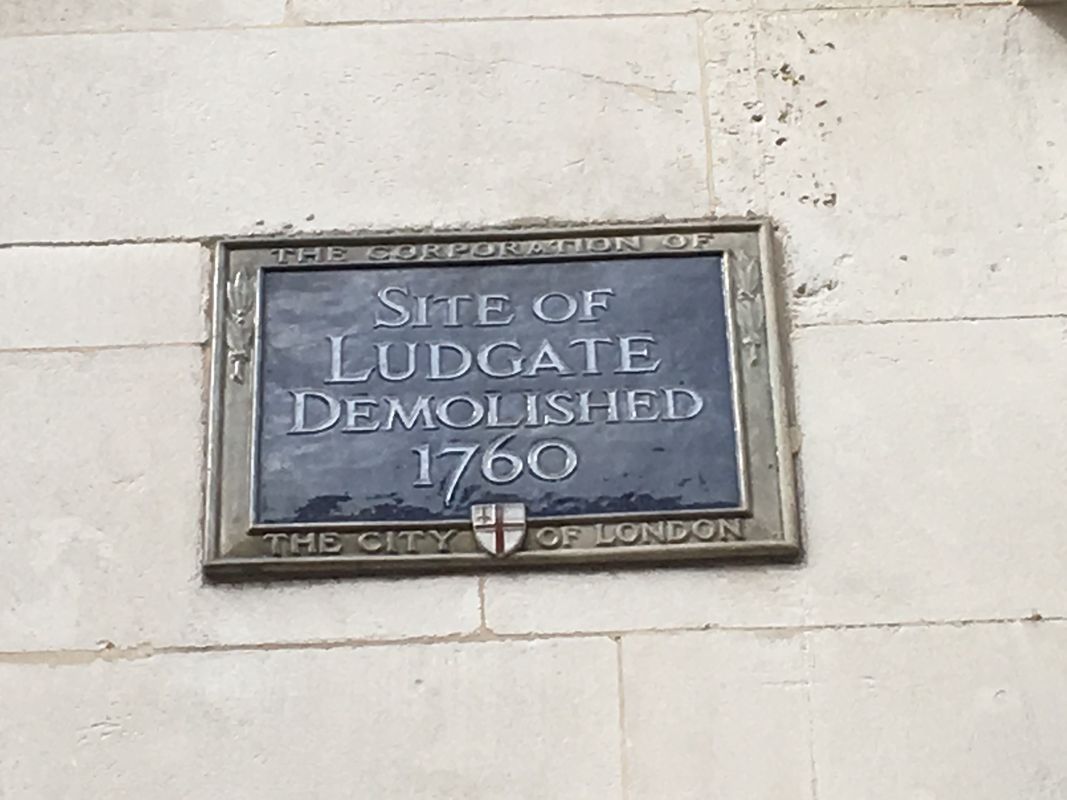 THE CORPORATION OF
SITE OF
LUDGATE
DEMOLISHED
1760
THE CITY OF LONDON